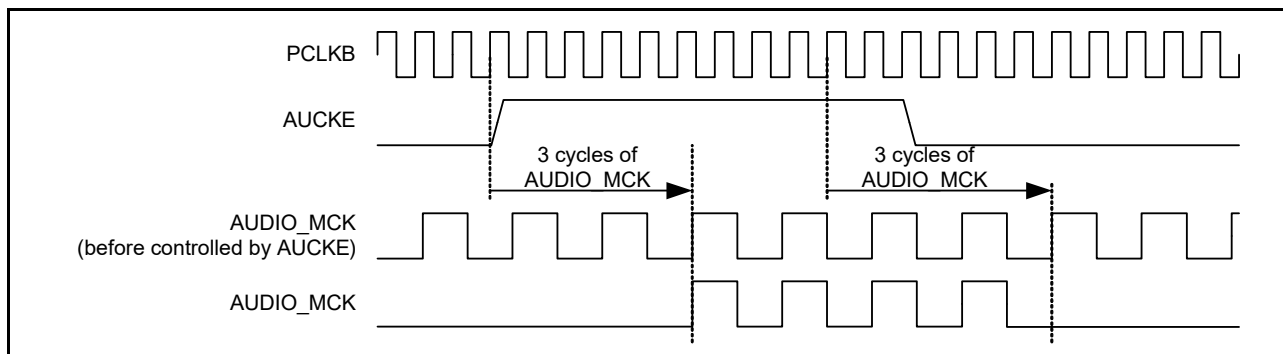 PCLKB
AUCKE
3 cycles of
AUDIO_MCK
3 cycles of
AUDIO_MCK
AUDIO_MCK
(before controlled by AUCKE)
AUDIO_MCK